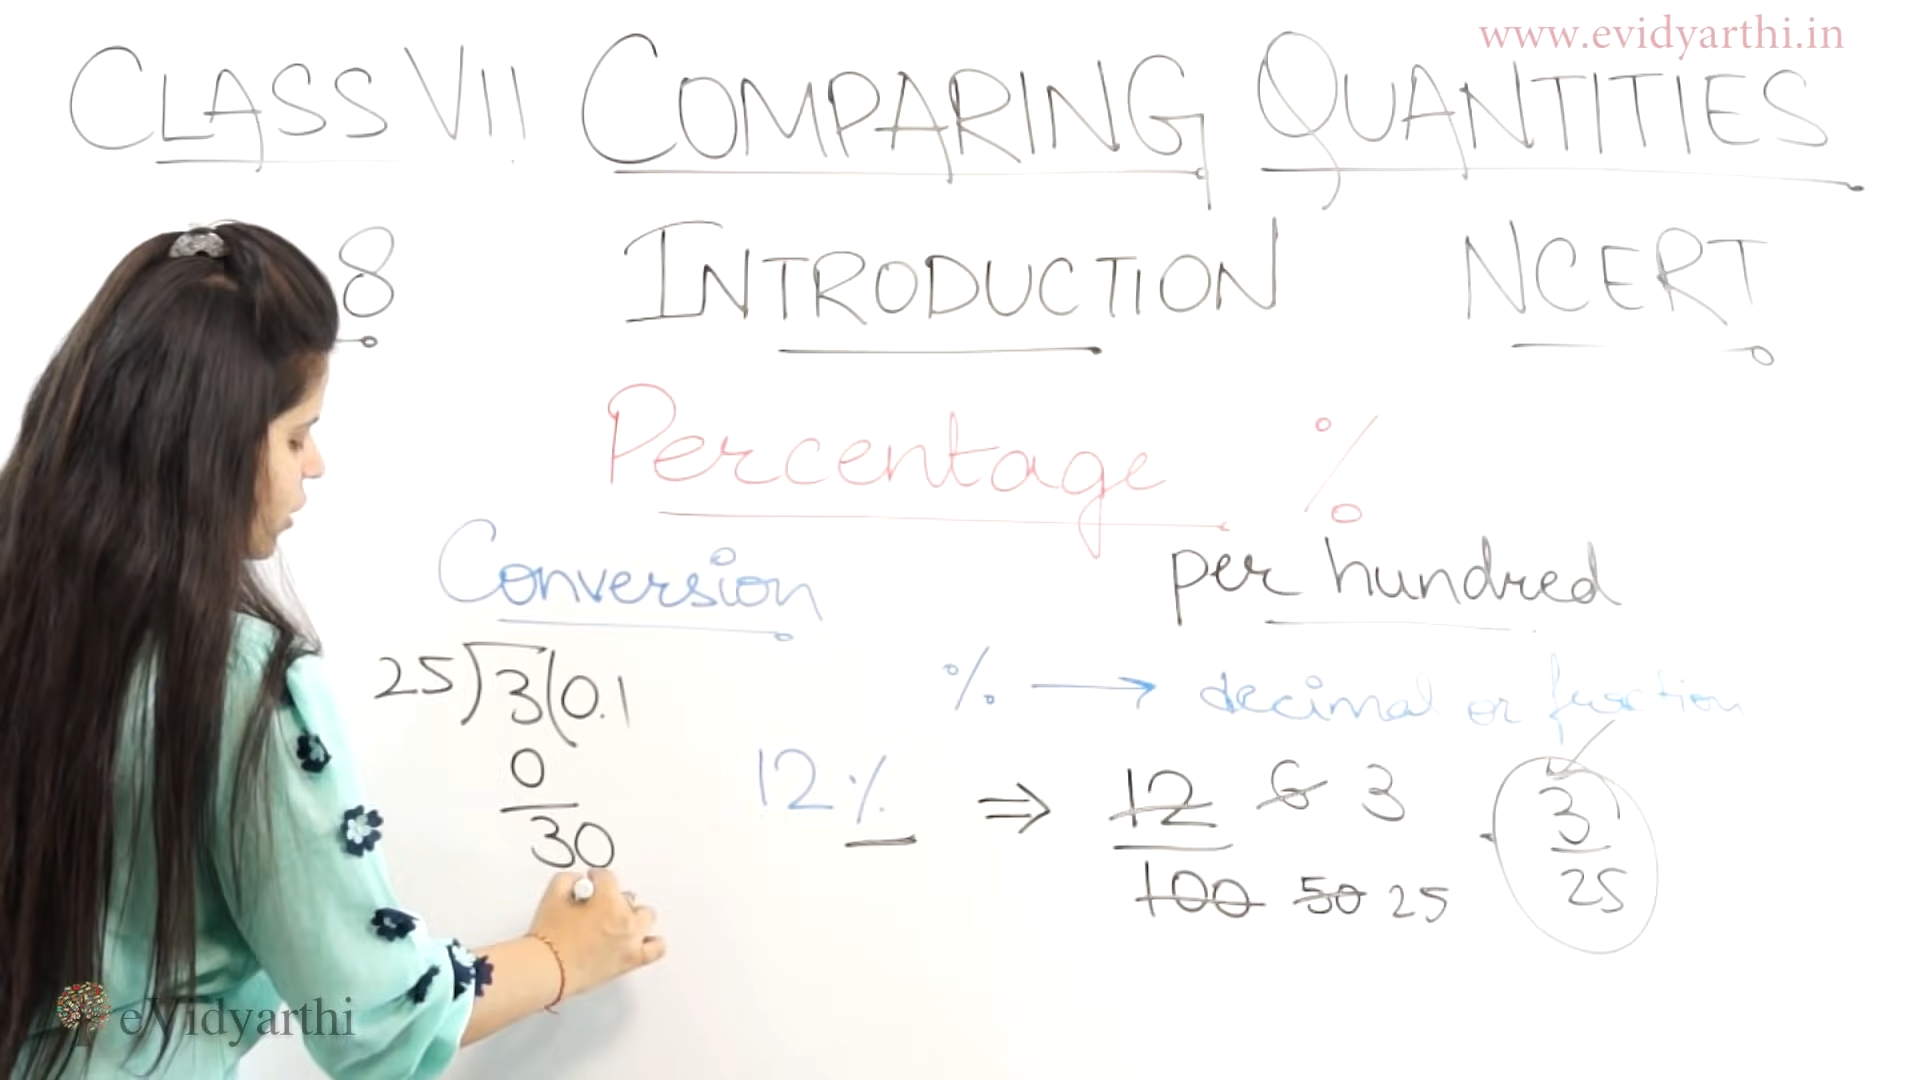 www.evidyarthi.in
CLASS VII COMPARING QUANTITIES
8 INTRODUCTION NCERT
Percentage %
Conversion per hundred
25)3(0.1
% → decimal or fraction
0
12% ⇒ 12/100 6/50 3/25 3/25
30
eVidyarthi